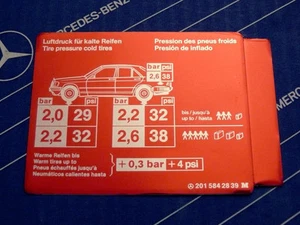 MERCEDES-BENZ
Luftdruck für kalte Reifen
Tire pressure cold tires
Pression des pneus froids
Presión de inflado
bar psi
2,6 38
bar psi bar psi
2,0 29 2,2 32 bis / jusqu'à
up to / hasta
2,2 32 2,6 38
Warme Reifen bis
Warm tires up to
Pneus échauffés jusqu'à
Neumáticos calientes hasta
+ 0,3 bar + 4 psi
201 584 28 39 M